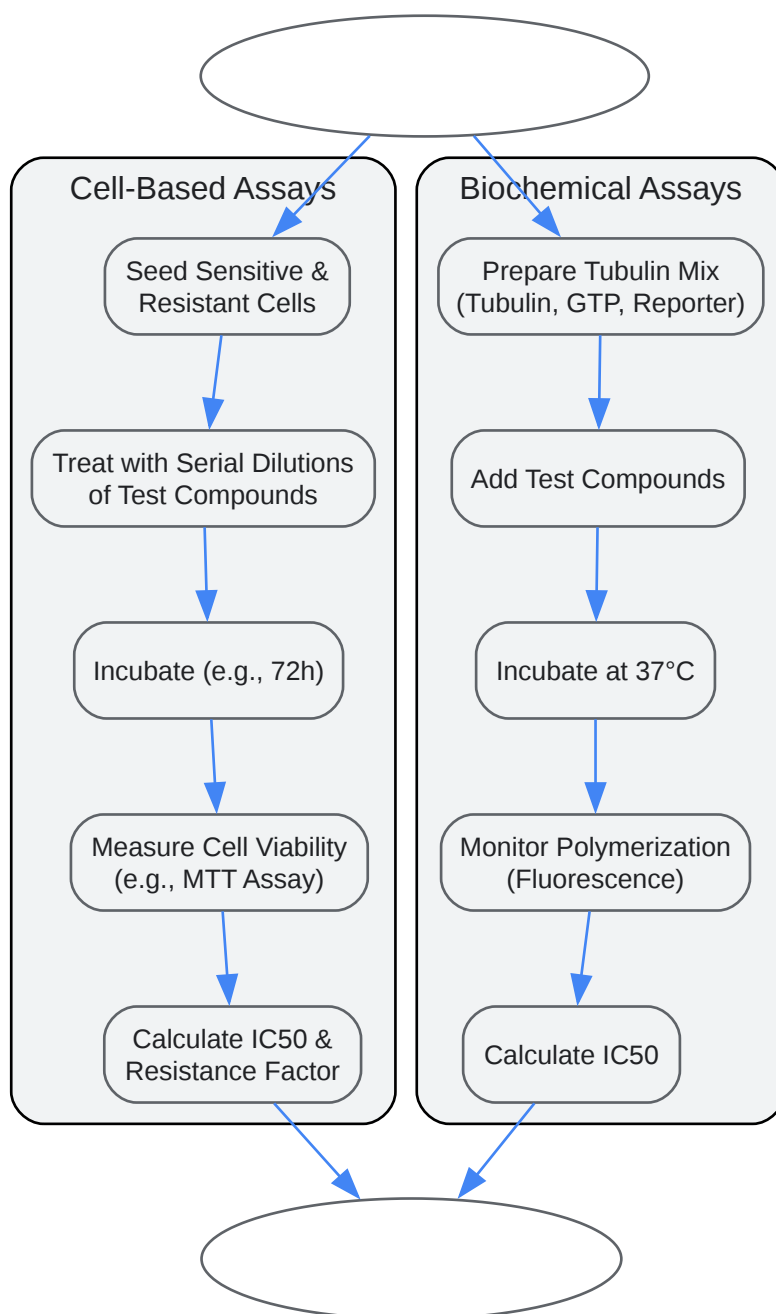 Cell-Based Assays
Seed Sensitive &
Resistant Cells
Treat with Serial Dilutions
of Test Compounds
Incubate (e.g., 72h)
Measure Cell Viability
(e.g., MTT Assay)
Calculate IC50 &
Resistance Factor
Biochemical Assays
Prepare Tubulin Mix
(Tubulin, GTP, Reporter)
Add Test Compounds
Incubate at 37°C
Monitor Polymerization
(Fluorescence)
Calculate IC50